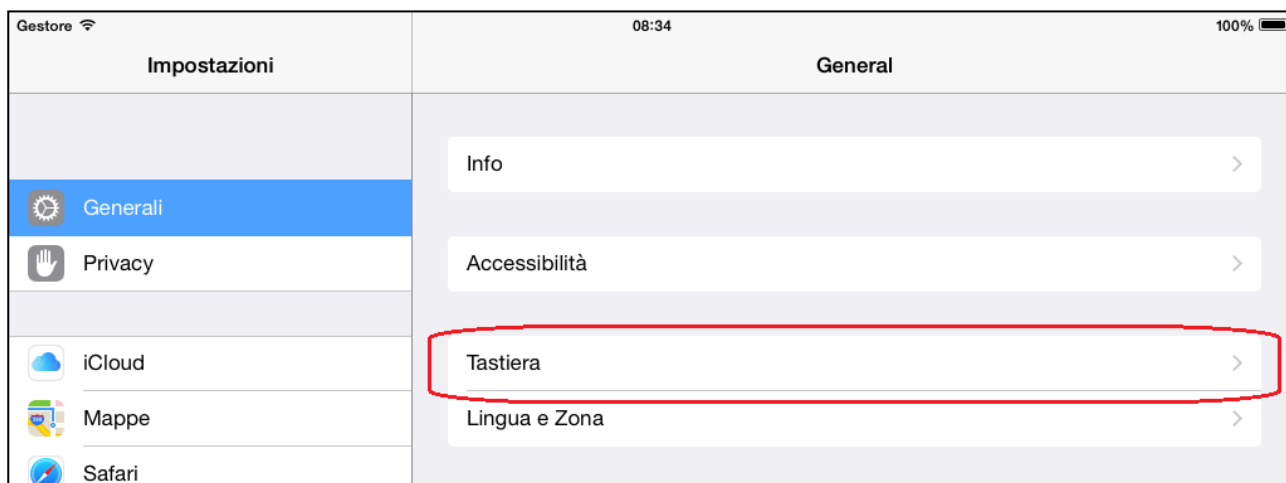 Gestore 08:34 100%
Impostazioni General
Info
Generali
Privacy Accessibilità
iCloud Tastiera
Mappe Lingua e Zona
Safari